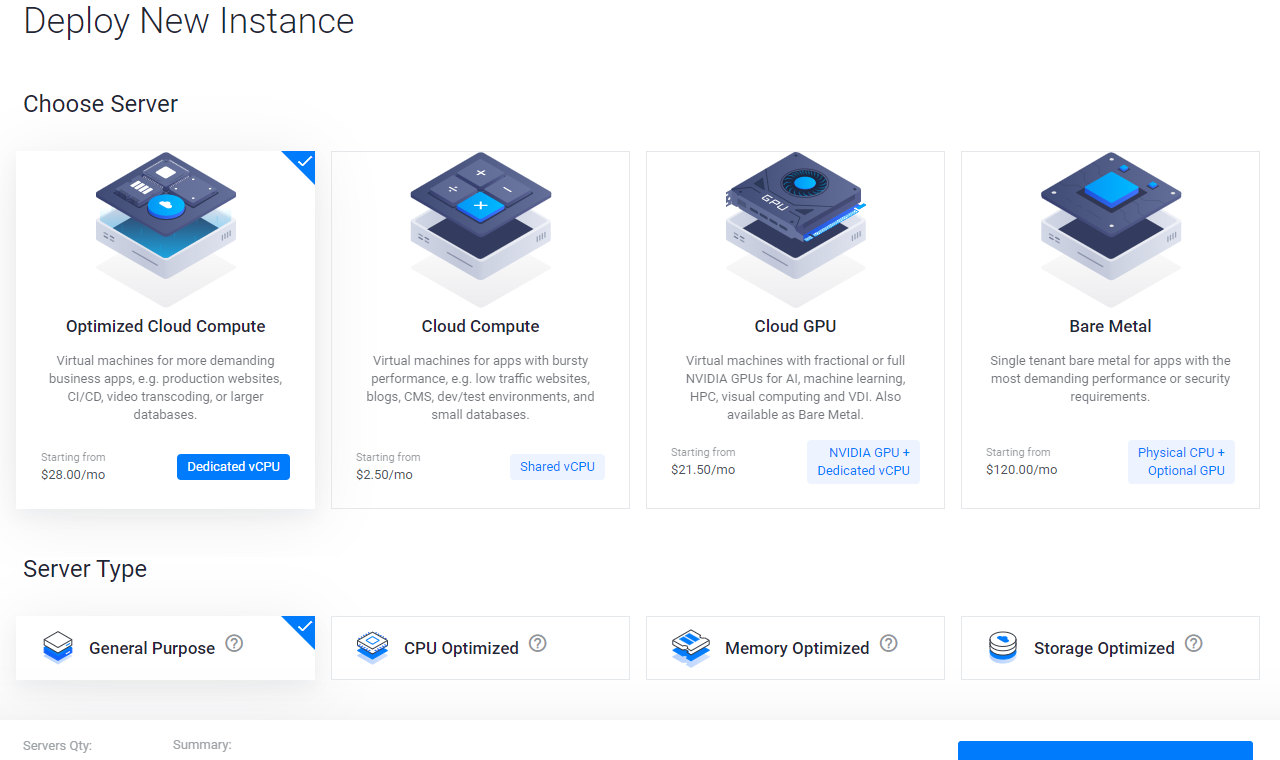 Deploy New Instance
Choose Server
GPU
Optimized Cloud Compute
Virtual machines for more demanding
business apps, e.g. production websites,
CI/CD, video transcoding, or larger
databases.
Starting from
$28.00/mo
Dedicated vCPU
Cloud Compute
Virtual machines for apps with bursty
performance, e.g. low traffic websites,
blogs, CMS, dev/test environments, and
small databases.
Starting from
$2.50/mo
Shared vCPU
Cloud GPU
Virtual machines with fractional or full
NVIDIA GPUs for AI, machine learning,
HPC, visual computing and VDI. Also
available as Bare Metal.
Starting from
$21.50/mo
NVIDIA GPU +
Dedicated vCPU
Bare Metal
Single tenant bare metal for apps with the
most demanding performance or security
requirements.
Starting from
$120.00/mo
Physical CPU +
Optional GPU
Server Type
General Purpose ?
CPU Optimized ?
Memory Optimized ?
Storage Optimized ?
Servers Qty:
Summary: